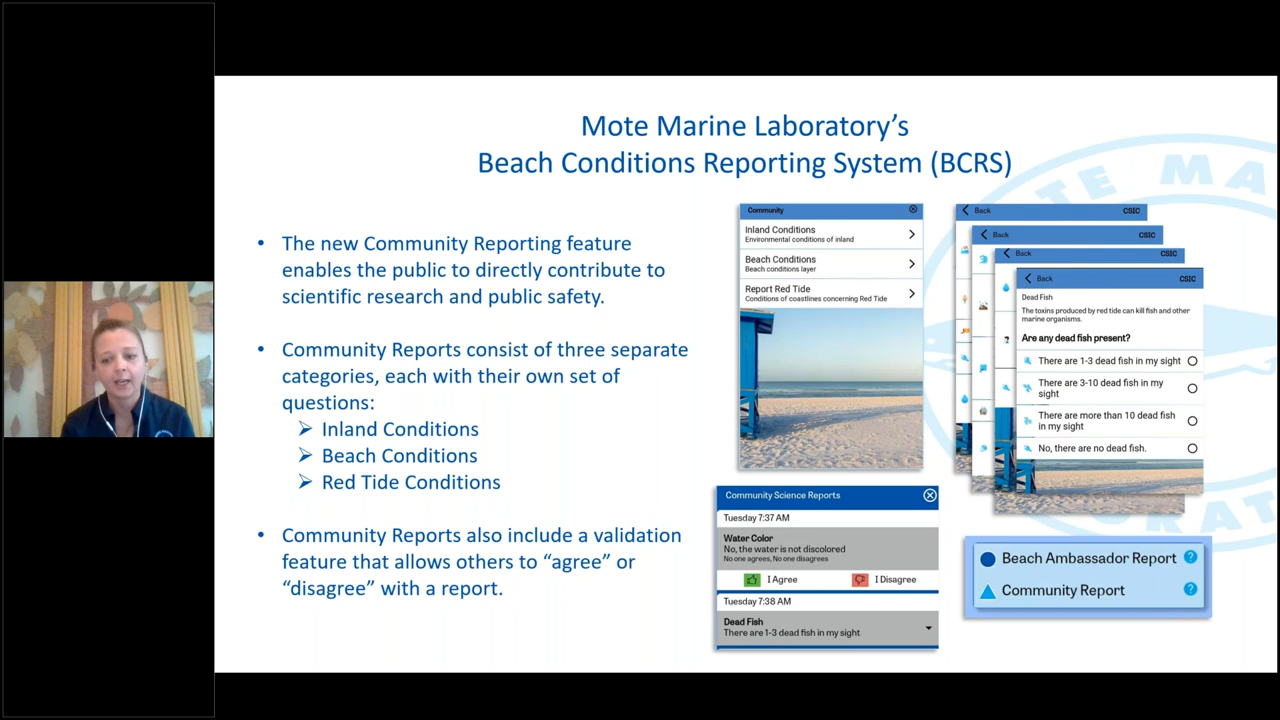 Mote Marine Laboratory's
Beach Conditions Reporting System (BCRS)
• The new Community Reporting feature
enables the public to directly contribute to
scientific research and public safety.
• Community Reports consist of three separate
categories, each with their own set of
questions:
➢ Inland Conditions
➢ Beach Conditions
➢ Red Tide Conditions
• Community Reports also include a validation
feature that allows others to “agree” or
“disagree” with a report.
Community
Inland Conditions
Environmental conditions of inland
Beach Conditions
Beach conditions layer
Report Red Tide
Conditions of coastlines concerning Red Tide
Back CSIC
Back CSIC
Back CSIC
Back CSIC
Dead Fish
The toxins produced by red tide can kill fish and other
marine organisms.
Are any dead fish present?
There are 1-3 dead fish in my sight
There are 3-10 dead fish in my
sight
There are more than 10 dead fish
in my sight
No, there are no dead fish.
Community Science Reports
Tuesday 7:37 AM
Water Color
No, the water is not discolored
No one agrees, No one disagrees
I Agree I Disagree
Tuesday 7:38 AM
Dead Fish
There are 1-3 dead fish in my sight
Beach Ambassador Report ?
Community Report ?
TE MA
RAT